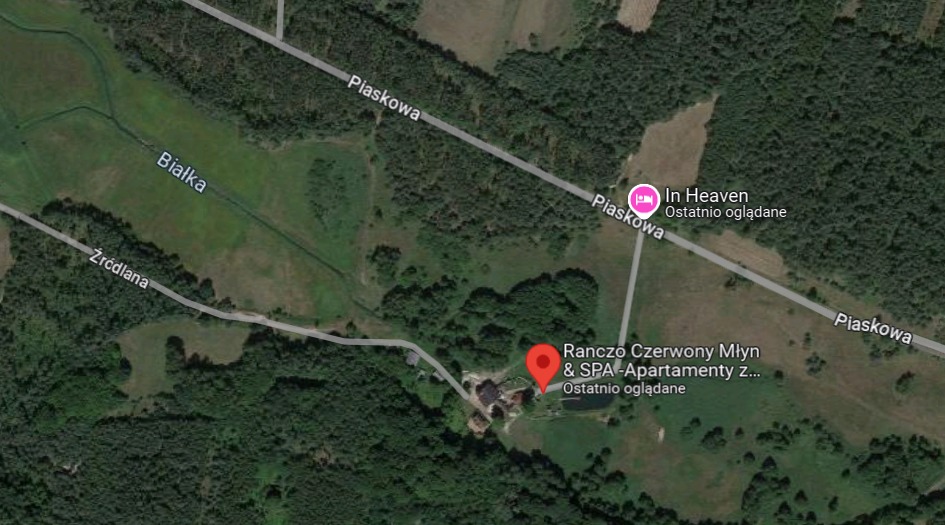 Piaskowa
Białka
In Heaven
Ostatnio oglądane
Piaskowa
Źródlana
Piaskowa
Ranczo Czerwony Młyn
& SPA -Apartamenty z...
Ostatnio oglądane